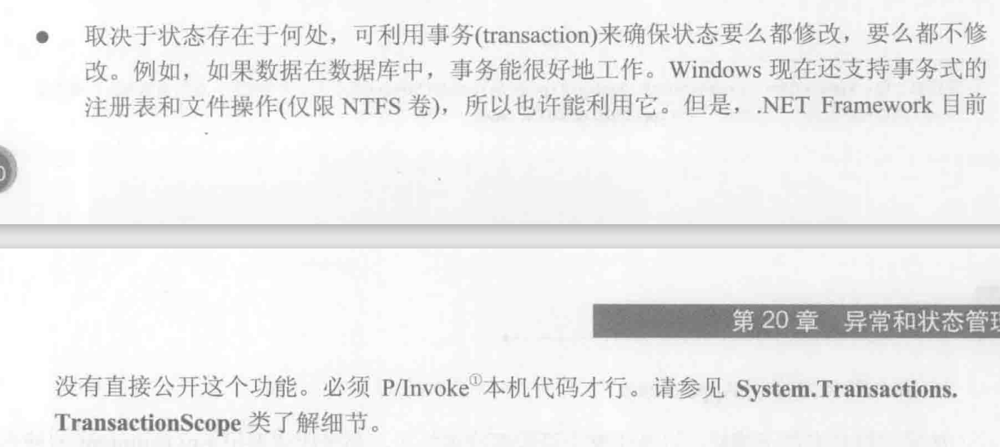 ● 取决于状态存在于何处，可利用事务(transaction)来确保状态要么都修改，要么都不修
改。例如，如果数据在数据库中，事务能很好地工作。Windows 现在还支持事务式的
注册表和文件操作(仅限 NTFS 卷)，所以也许能利用它。但是，.NET Framework 目前
0
第 20 章 异常和状态管理
没有直接公开这个功能。必须 P/Invoke①本机代码才行。请参见 System.Transactions.
TransactionScope 类了解细节。